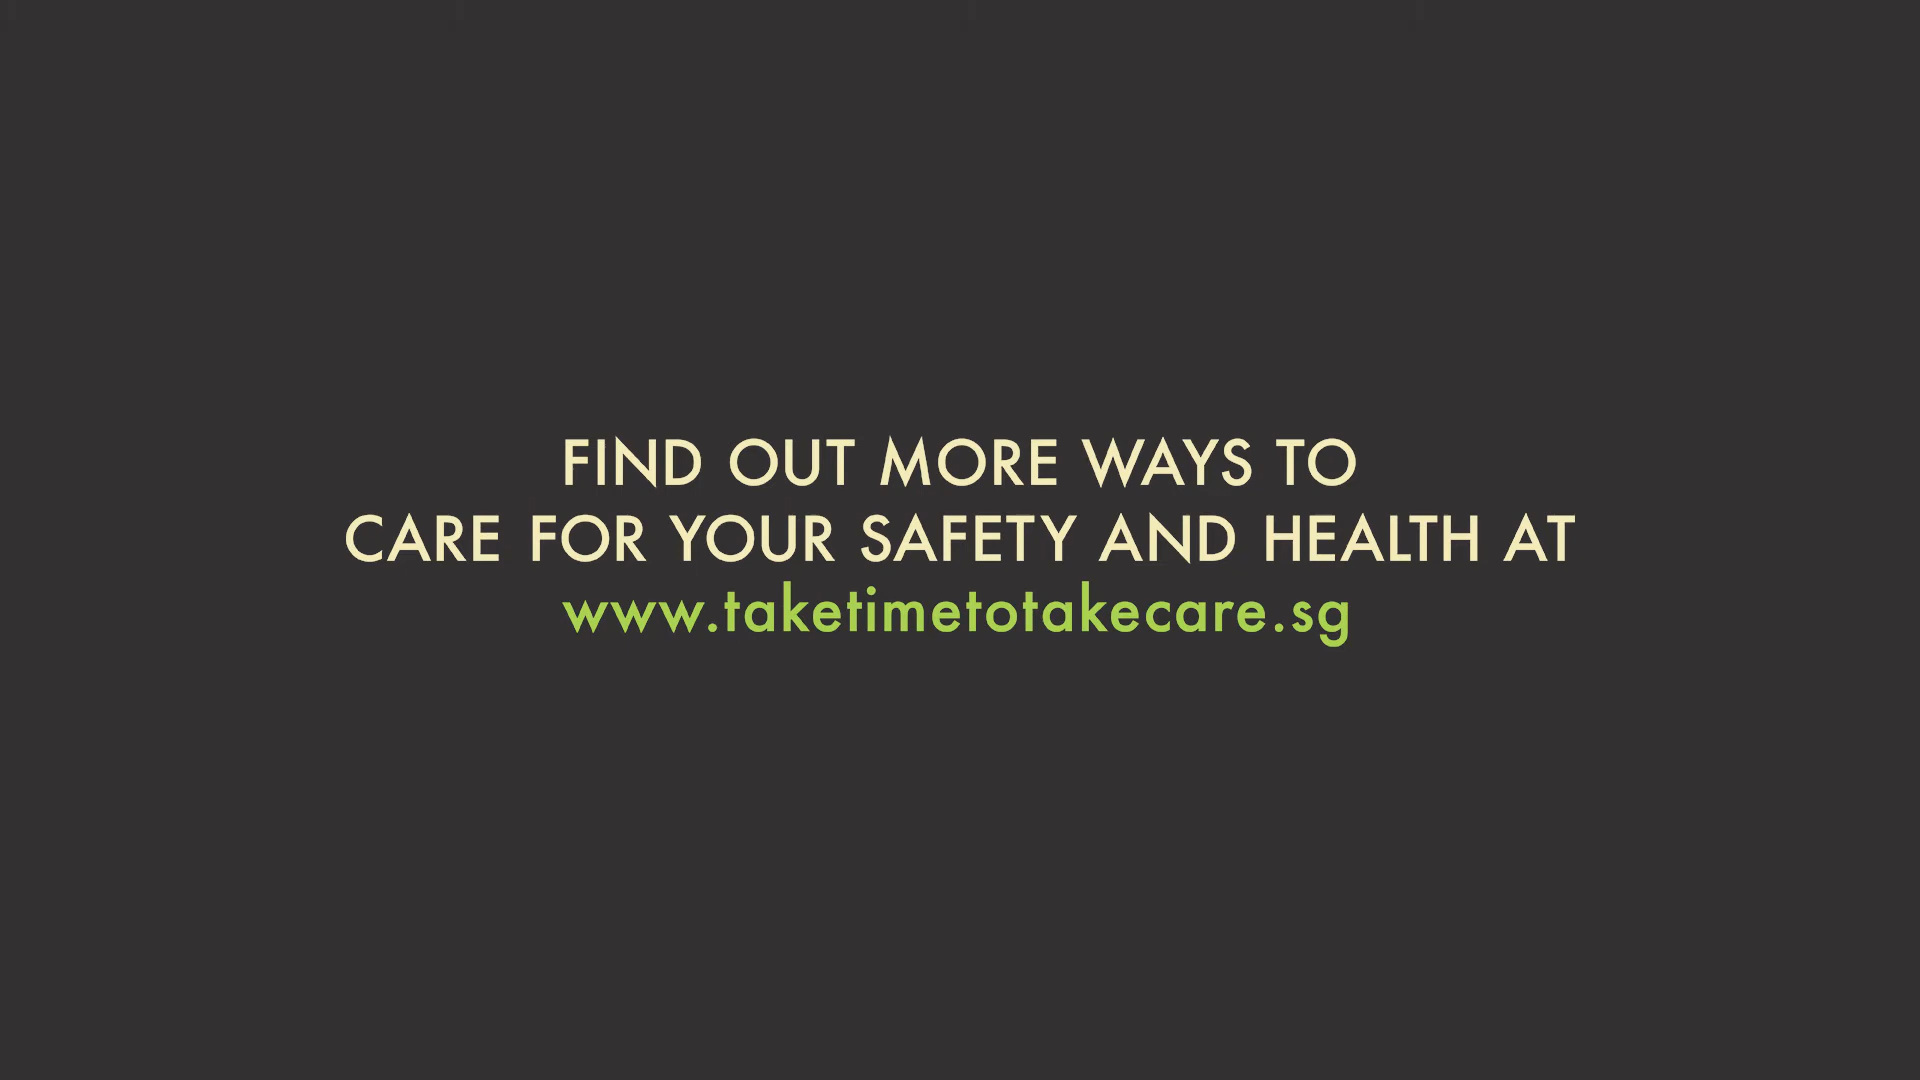 FIND OUT MORE WAYS TO
CARE FOR YOUR SAFETY AND HEALTH AT
www.taketimetotakecare.sg